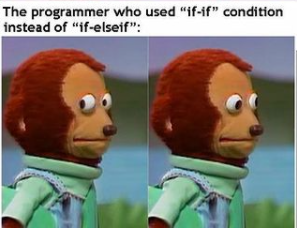 The programmer who used “if-if” condition
instead of “if-elseif”: